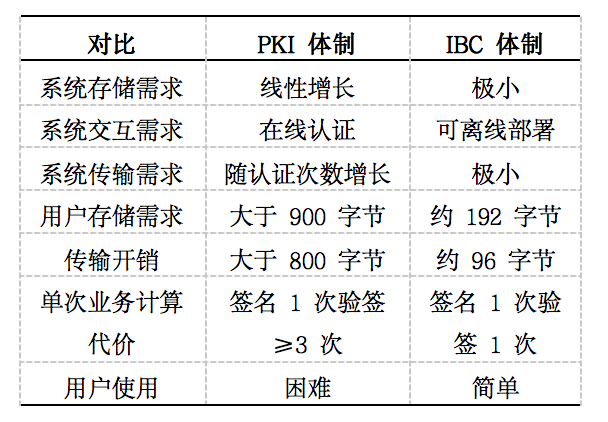 对比 PKI 体制 IBC 体制
系统存储需求 线性增长 极小
系统交互需求 在线认证 可离线部署
系统传输需求 随认证次数增长 极小
用户存储需求 大于 900 字节 约 192 字节
传输开销 大于 800 字节 约 96 字节
单次业务计算 签名 1 次验签 签名 1 次验
代价 ≥3 次 签 1 次
用户使用 困难 简单